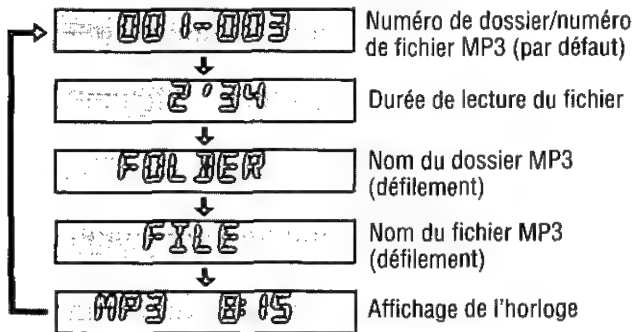 001-003
Numéro de dossier/numéro
de fichier MP3 (par défaut)
2'34
Durée de lecture du fichier
FOLDER
Nom du dossier MP3
(défilement)
FILE
Nom du fichier MP3
(défilement)
MP3 8:15
Affichage de l'horloge